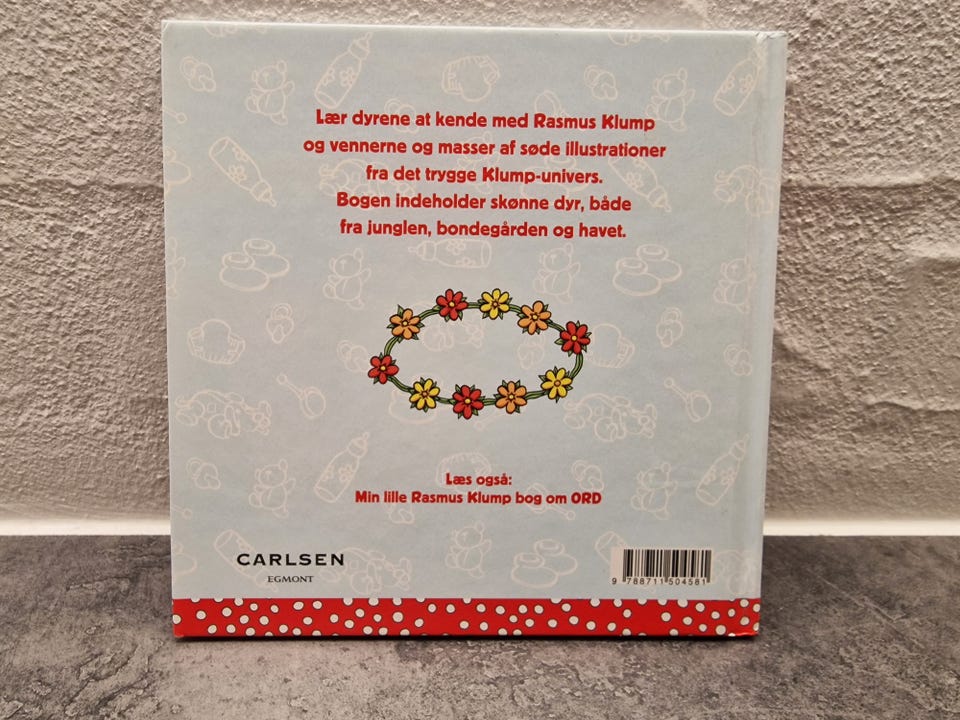 Lær dyrene at kende med Rasmus Klump
og vennerne og masser af søde illustrationer
fra det trygge Klump-univers.
Bogen indeholder skønne dyr, både
fra junglen, bondegården og havet.
Læs også:
Min lille Rasmus Klump bog om ORD
CARLSEN
EGMONT
9 788711 504581